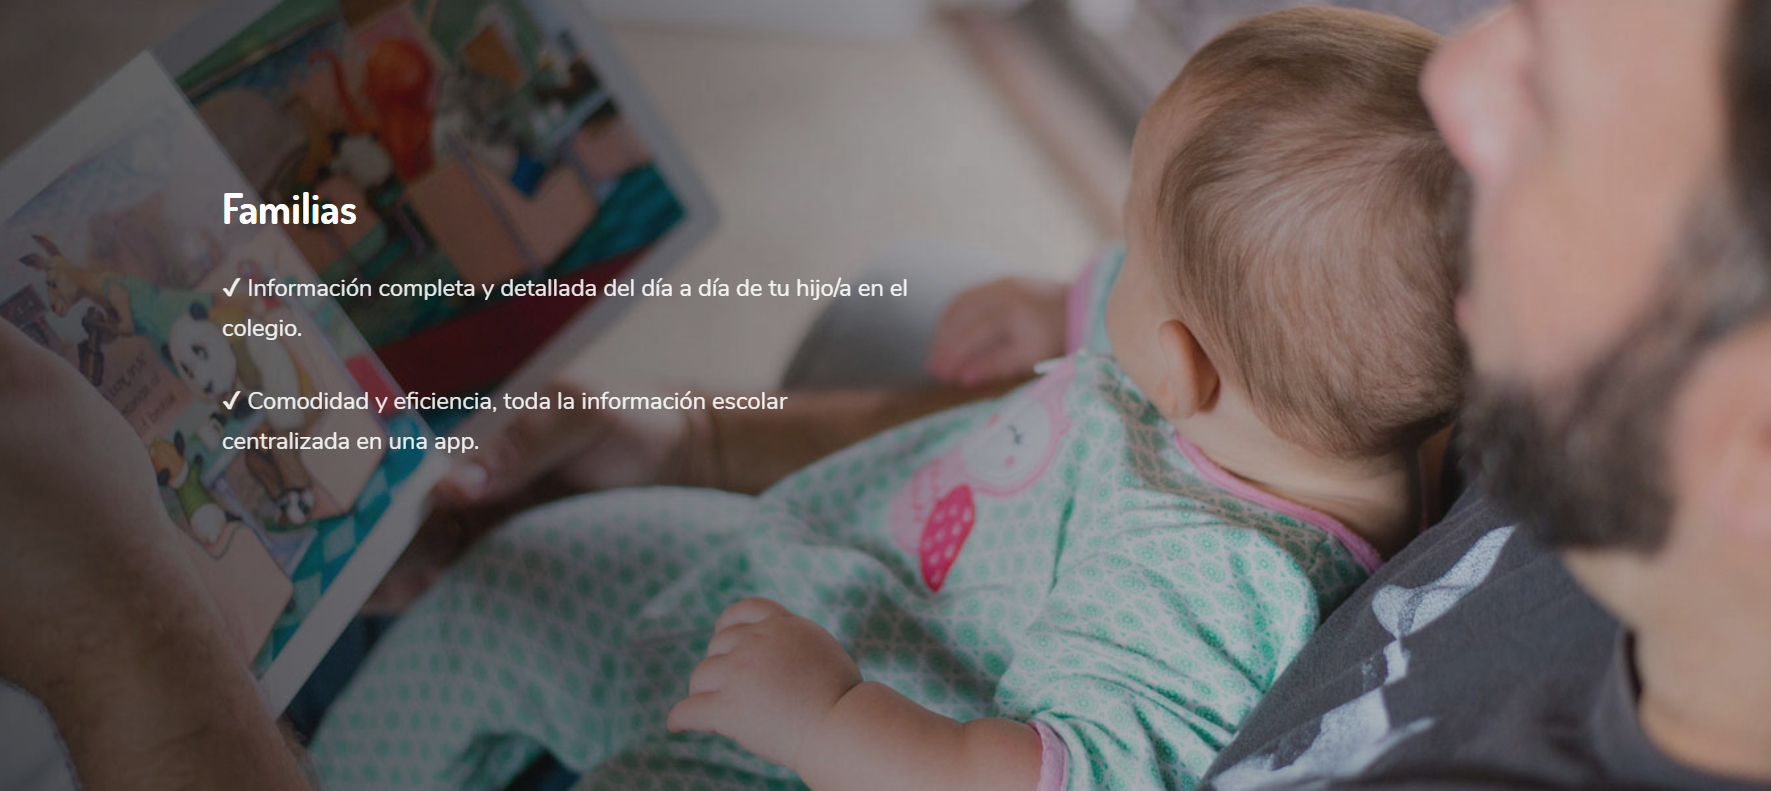 Familias
✓ Información completa y detallada del día a día de tu hijo/a en el
colegio.
✓ Comodidad y eficiencia, toda la información escolar
centralizada en una app.